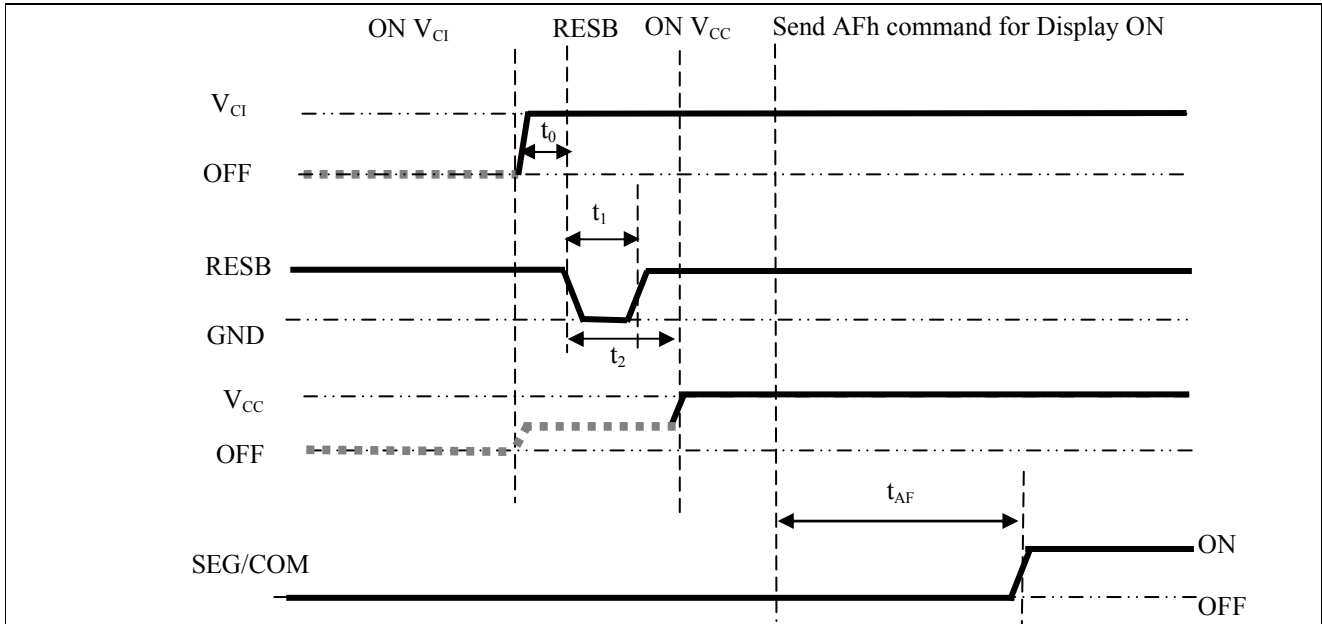 ON VCI RESB ON VCC Send AFh command for Display ON
VCI
t0
OFF
t1
RESB
GND
t2
VCC
OFF
tAF
ON
SEG/COM
OFF